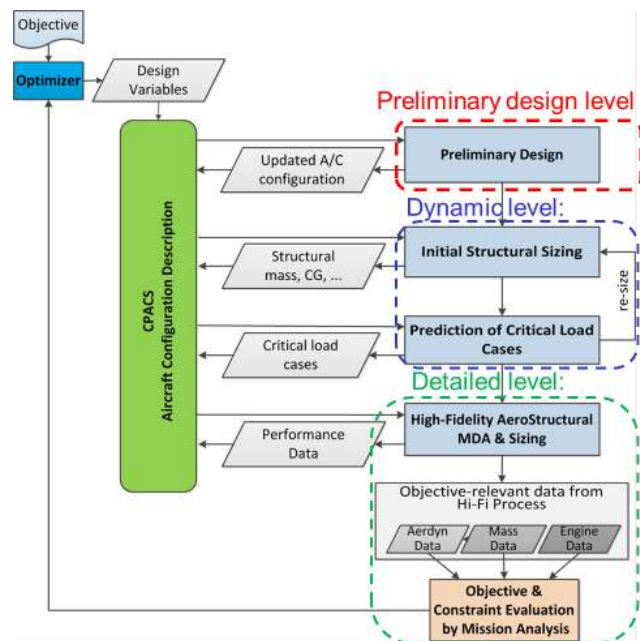 Objective
Optimizer
Design
Variables
Preliminary design level
Preliminary Design
Updated A/C
configuration
Dynamic level:
Initial Structural Sizing
Structural
mass, CG, ...
re-size
CPACS
Aircraft Configuration Description
Prediction of Critical Load
Cases
Critical load
cases
Detailed level:
High-Fidelity AeroStructural
MDA & Sizing
Performance
Data
Objective-relevant data from
Hi-Fi Process
Aerdyn
Data
Mass Data
Engine
Data
Objective &
Constraint Evaluation
by Mission Analysis